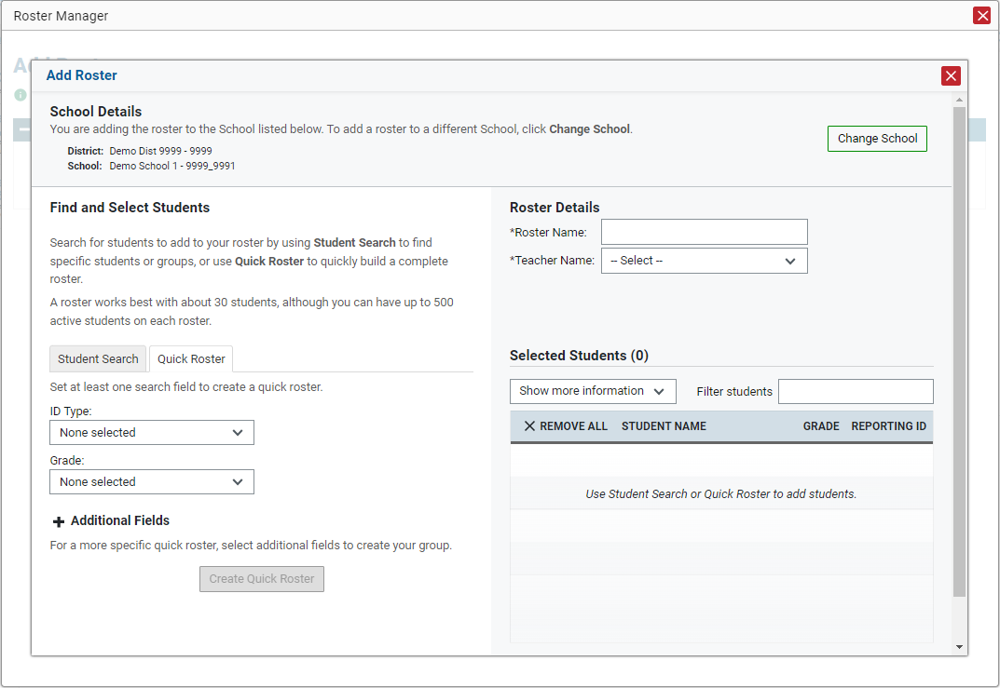 Roster Manager
Add Roster
School Details
You are adding the roster to the School listed below. To add a roster to a different School, click Change School.
Change School
District: Demo Dist 9999 - 9999
School: Demo School 1 - 9999_9991
Find and Select Students
Search for students to add to your roster by using Student Search to find
specific students or groups, or use Quick Roster to quickly build a complete
roster.
A roster works best with about 30 students, although you can have up to 500
active students on each roster.
Student Search Quick Roster
Set at least one search field to create a quick roster.
ID Type:
None selected
Grade:
None selected
Additional Fields
For a more specific quick roster, select additional fields to create your group.
Create Quick Roster
Roster Details
*Roster Name:
*Teacher Name: -- Select --
Selected Students (0)
Show more information Filter students
REMOVE ALL STUDENT NAME GRADE REPORTING ID
Use Student Search or Quick Roster to add students.